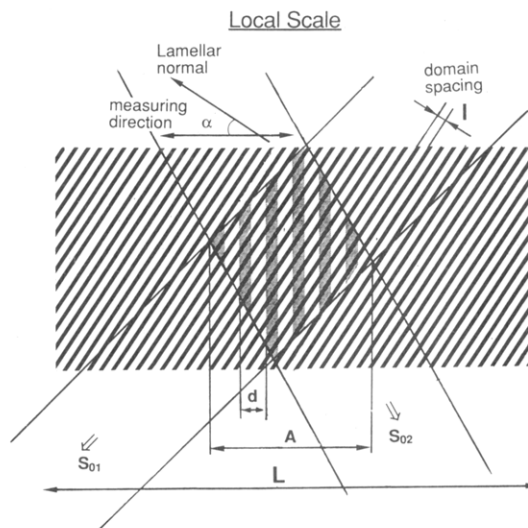 Local Scale
Lamellar
normal
domain
spacing
l
measuring
direction
α
d
A
S01
S02
L